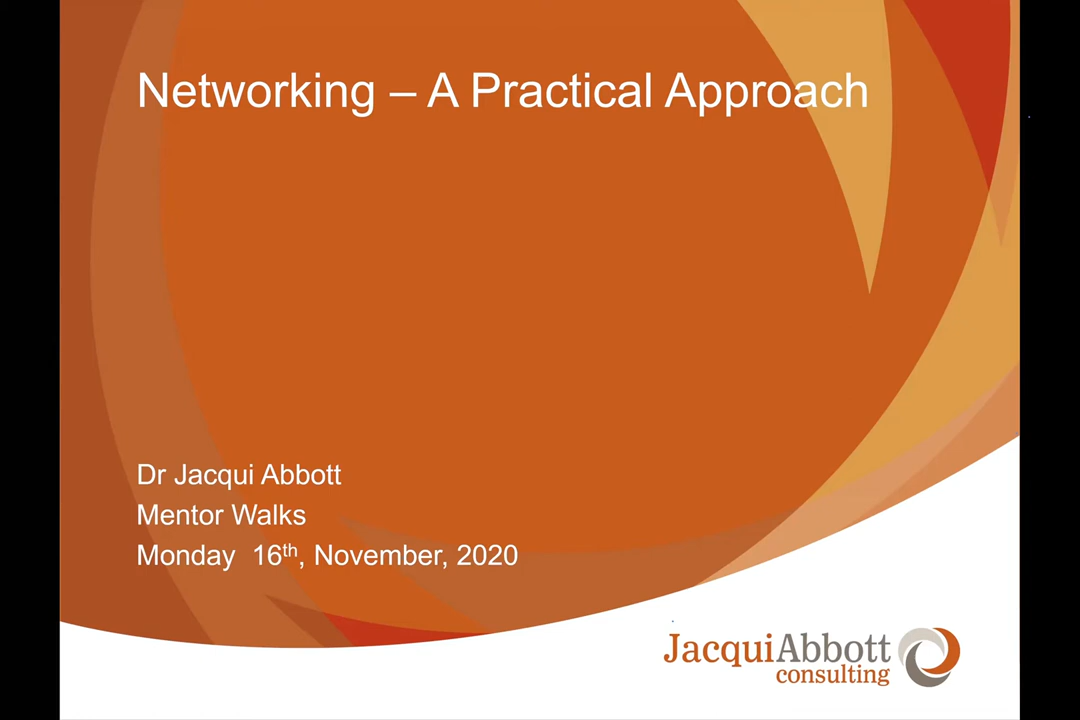 Networking – A Practical Approach
Dr Jacqui Abbott
Mentor Walks
Monday  16th, November, 2020
JacquiAbbott
consulting